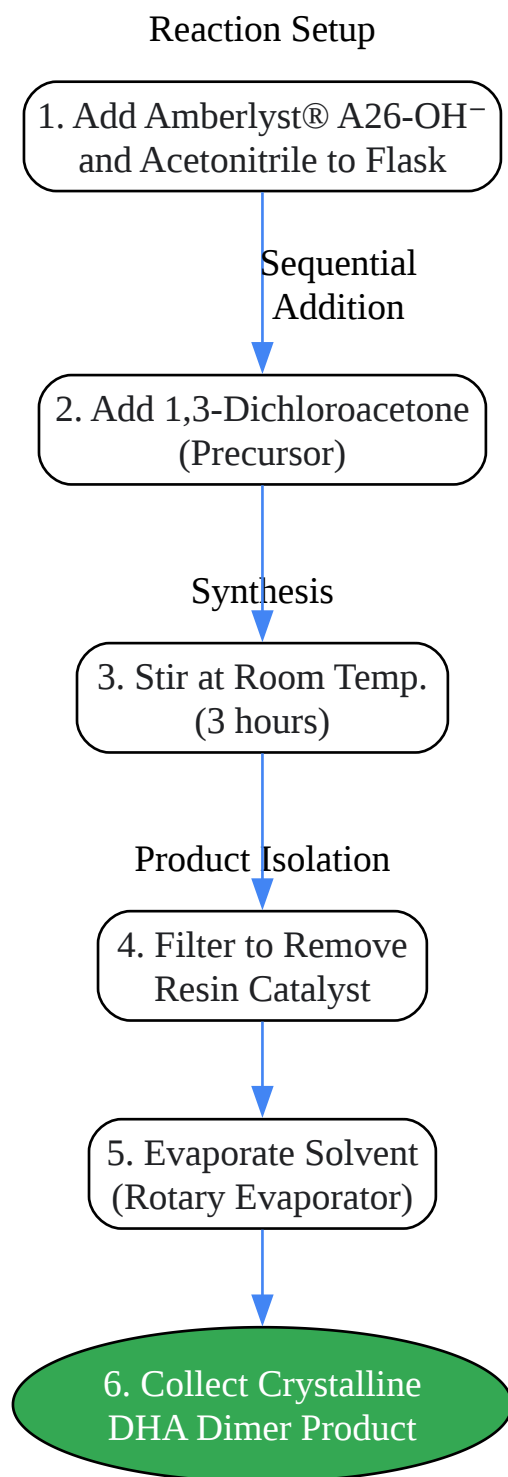 Reaction Setup
1. Add Amberlyst® A26-OH⁻
and Acetonitrile to Flask
Sequential
Addition
2. Add 1,3-Dichloroacetone
(Precursor)
Synthesis
3. Stir at Room Temp.
(3 hours)
Product Isolation
4. Filter to Remove
Resin Catalyst
5. Evaporate Solvent
(Rotary Evaporator)
6. Collect Crystalline
DHA Dimer Product